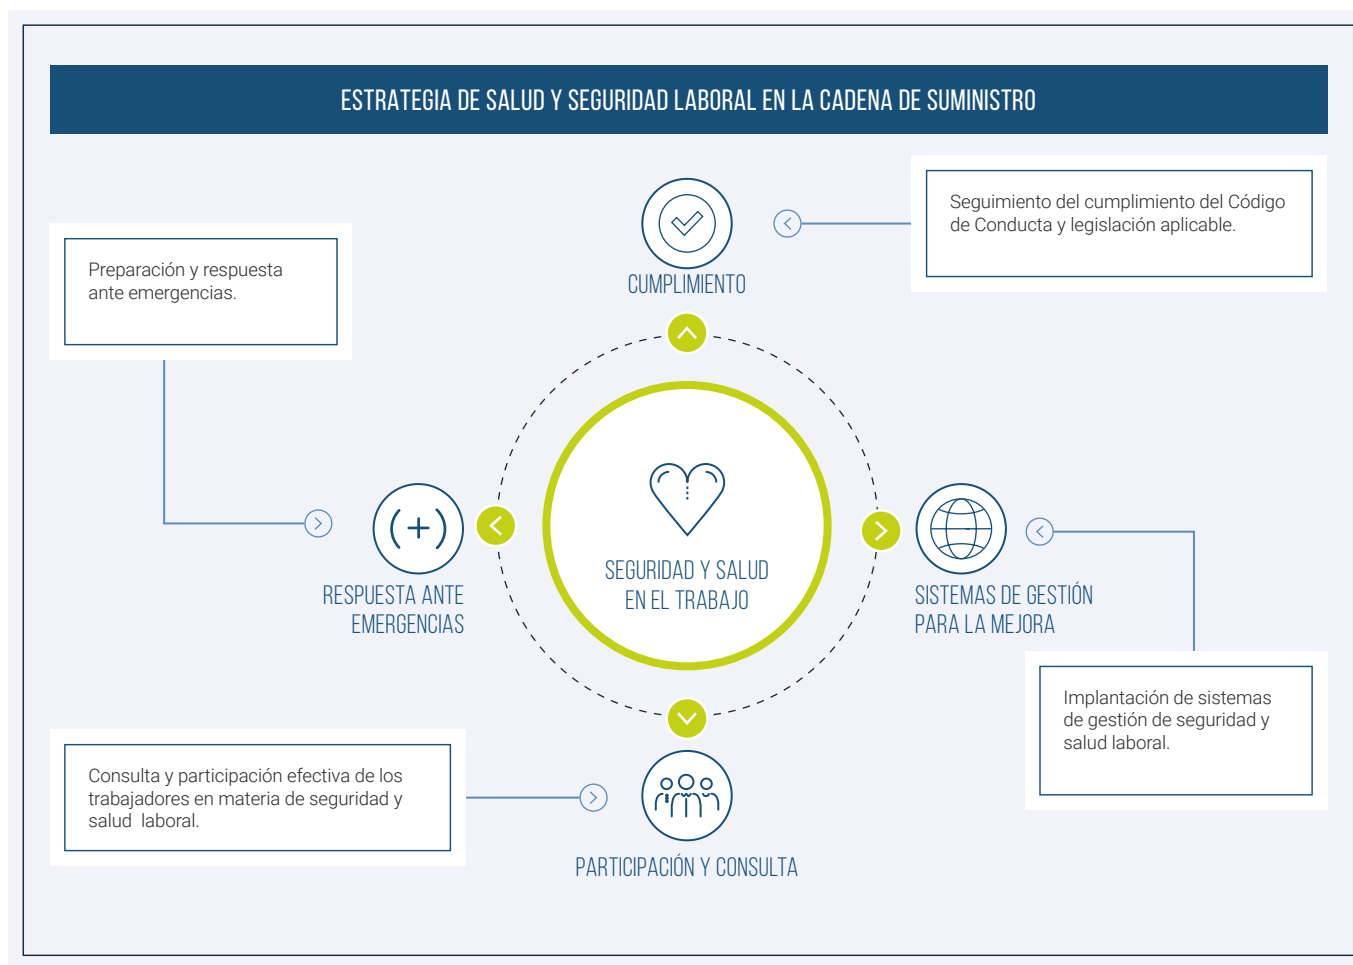 ESTRATEGIA DE SALUD Y SEGURIDAD LABORAL EN LA CADENA DE SUMINISTRO
Seguimiento del cumplimiento del Código
de Conducta y legislación aplicable.
CUMPLIMIENTO
Preparación y respuesta
ante emergencias.
RESPUESTA ANTE
EMERGENCIAS
SEGURIDAD Y SALUD
EN EL TRABAJO
SISTEMAS DE GESTIÓN
PARA LA MEJORA
Implantación de sistemas
de gestión de seguridad y
salud laboral.
Consulta y participación efectiva de los
trabajadores en materia de seguridad y
salud  laboral.
PARTICIPACIÓN Y CONSULTA